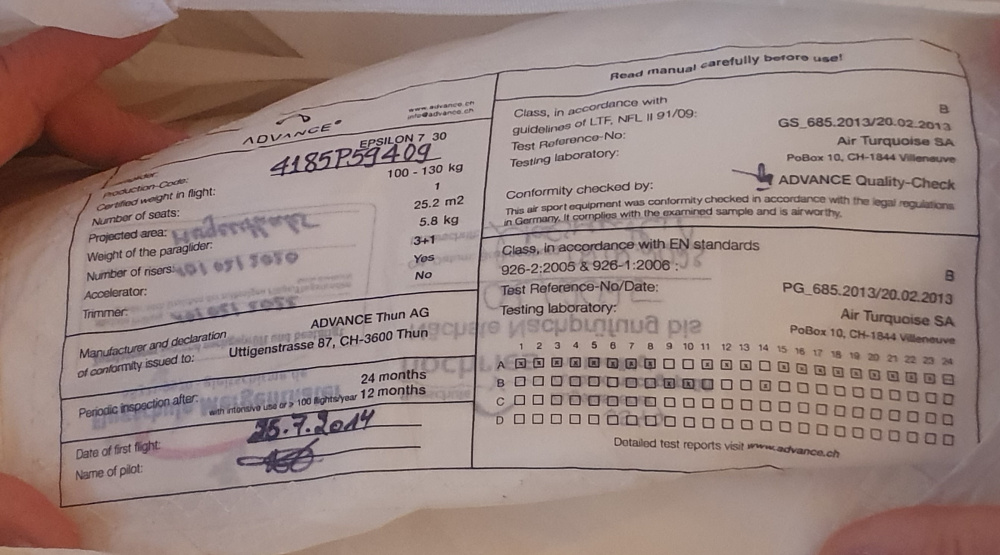 ADVANCE
www.advance.ch
info@advance.ch
EPSILON 7 30
Production-Code: 4185P59409
Certified weight in flight: 100 - 130 kg
Number of seats: 1
Projected area: 25.2 m2
Weight of the paraglider: 5.8 kg
Number of risers: 3+1
Accelerator: Yes
Trimmer: No
Manufacturer and declaration
of conformity issued to:
ADVANCE Thun AG
Uttigenstrasse 87, CH-3600 Thun
Periodic inspection after: 24 months
with intensive use or > 100 flights/year 12 months
Date of first flight: 25.7.2014
Name of pilot:
Read manual carefully before use!
Class, in accordance with
guidelines of LTF, NFL II 91/09: B
Test Reference-No: GS_685.2013/20.02.2013
Testing laboratory: Air Turquoise SA
PoBox 10, CH-1844 Villeneuve
Conformity checked by: ADVANCE Quality-Check
This air sport equipment was conformity checked in accordance with the legal regulations
in Germany. It complies with the examined sample and is airworthy.
Class, in accordance with EN standards
926-2:2005 & 926-1:2006 : B
Test Reference-No/Date: PG_685.2013/20.02.2013
Testing laboratory: Air Turquoise SA
PoBox 10, CH-1844 Villeneuve
1 2 3 4 5 6 7 8 9 10 11 12 13 14 15 16 17 18 19 20 21 22 23 24
A
B
C
D
Detailed test reports visit www.advance.ch